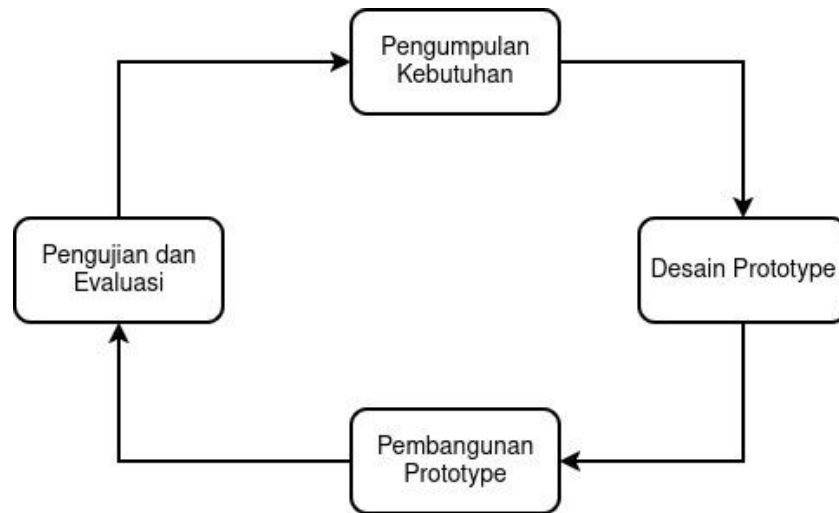 Pengumpulan
Kebutuhan
Pengujian dan
Evaluasi
Desain Prototype
Pembangunan
Prototype